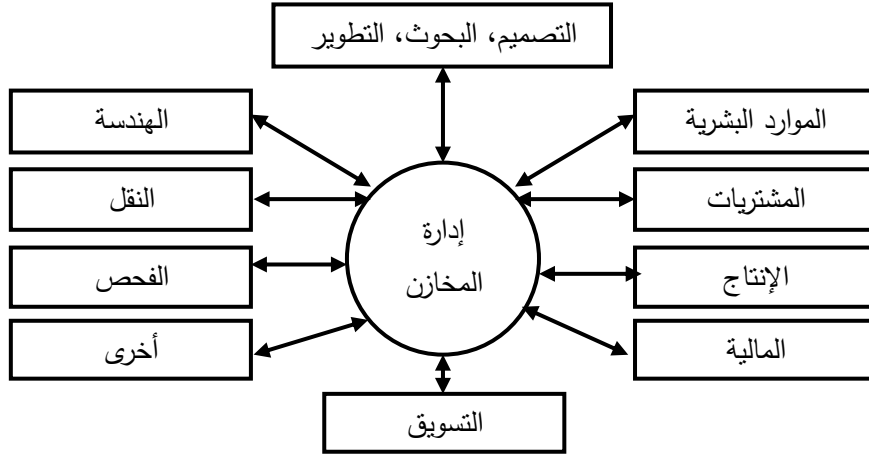 التصميم، البحوث، التطوير
الموارد البشرية
الهندسة
المشتريات
النقل
إدارة
المخازن
الإنتاج
الفحص
المالية
أخرى
التسويق